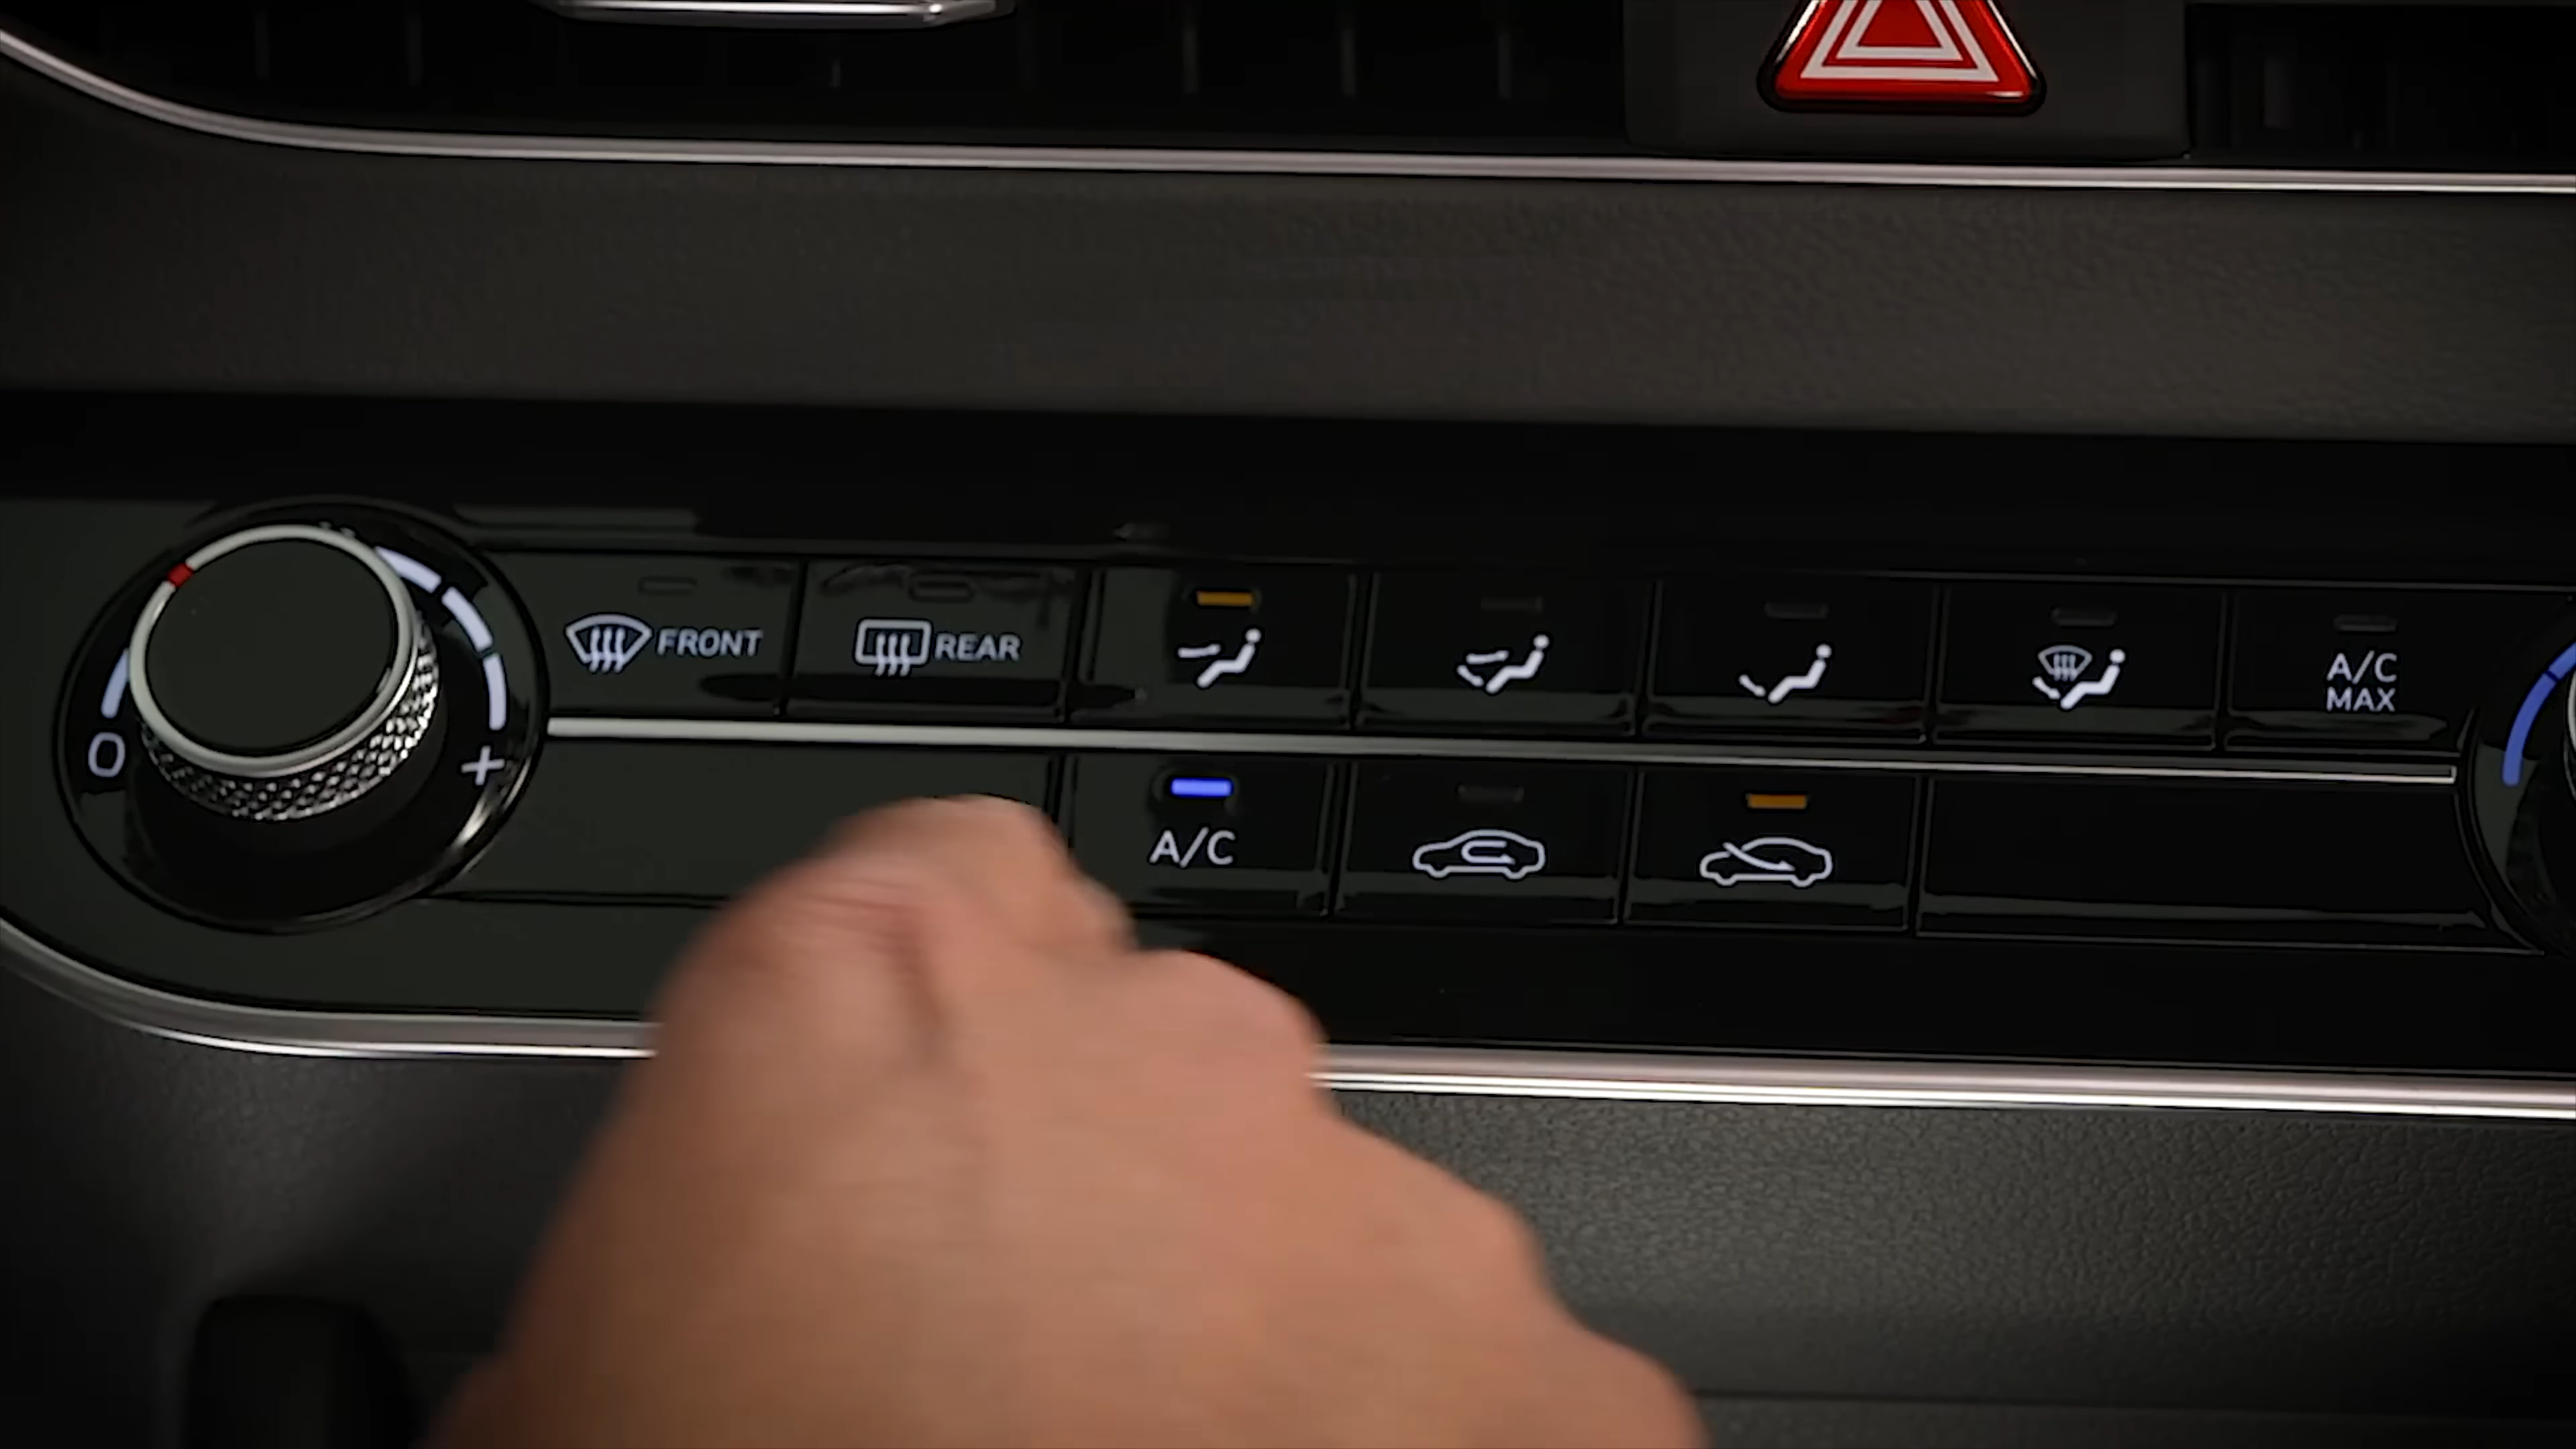 FRONT
REAR
A/C
MAX
O
+
A/C